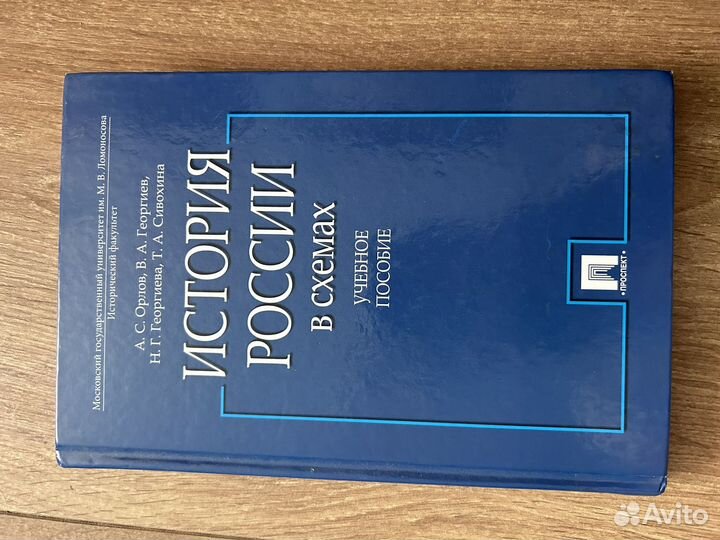 Московский государственный университет им. М. В. Ломоносова
Исторический факультет
А. С. Орлов, В. А. Георгиев,
Н. Г. Георгиева, Т. А. Сивохина
ИСТОРИЯ
РОССИИ
в схемах
УЧЕБНОЕ
ПОСОБИЕ
•ПРОСПЕКТ•
Avito